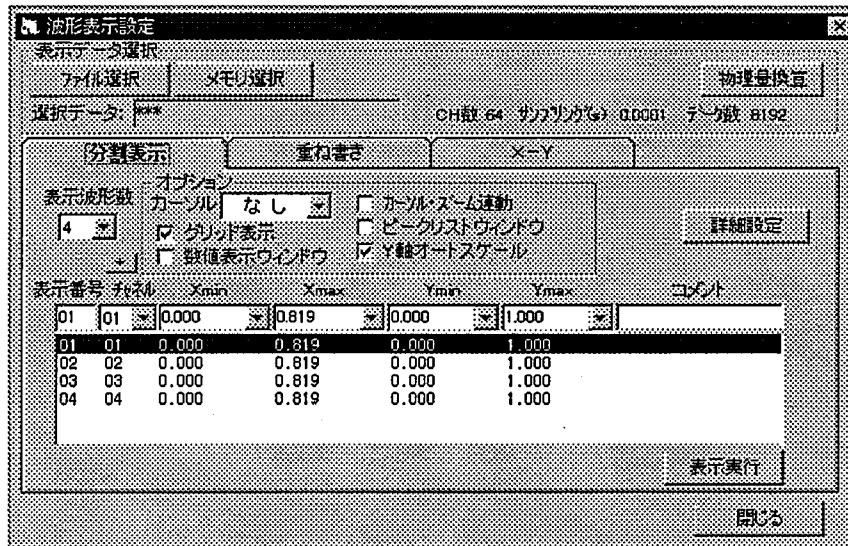 波形表示設定
表示データ選択
ファイル選択 メモリ選択 物理量換算
選択データ: *** CH数 64 サンプリング(s) 0.0001 データ数 8192
分割表示 重ね書き X-Y
オプション
表示波形数 カーソル なし カーソル・ズーム連動
4 グリッド表示 ピークリストウィンドウ 詳細設定
数値表示ウィンドウ Y軸オートスケール
表示番号 チャネル Xmin Xmax Ymin Ymax コメント
01 01 0.000 0.819 0.000 1.000
01 01 0.000 0.819 0.000 1.000
02 02 0.000 0.819 0.000 1.000
03 03 0.000 0.819 0.000 1.000
04 04 0.000 0.819 0.000 1.000
表示実行
閉じる